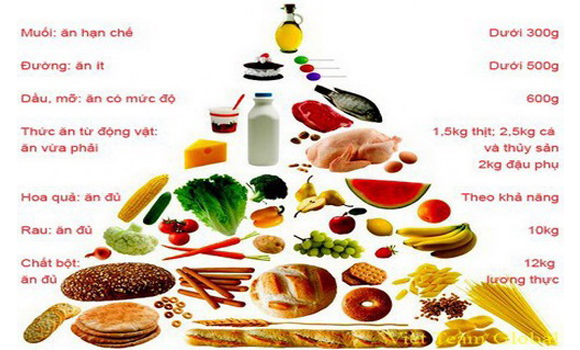 Muối: ăn hạn chế
Dưới 300g
Đường: ăn ít
Dưới 500g
Dầu, mỡ: ăn có mức độ
600g
Thức ăn từ động vật:
ăn vừa phải
1,5kg thịt; 2,5kg cá
và thủy sản
2kg đậu phụ
Hoa quả: ăn đủ
Theo khả năng
Rau: ăn đủ
10kg
Chất bột:
ăn đủ
12kg
lương thực
Viet Team Global